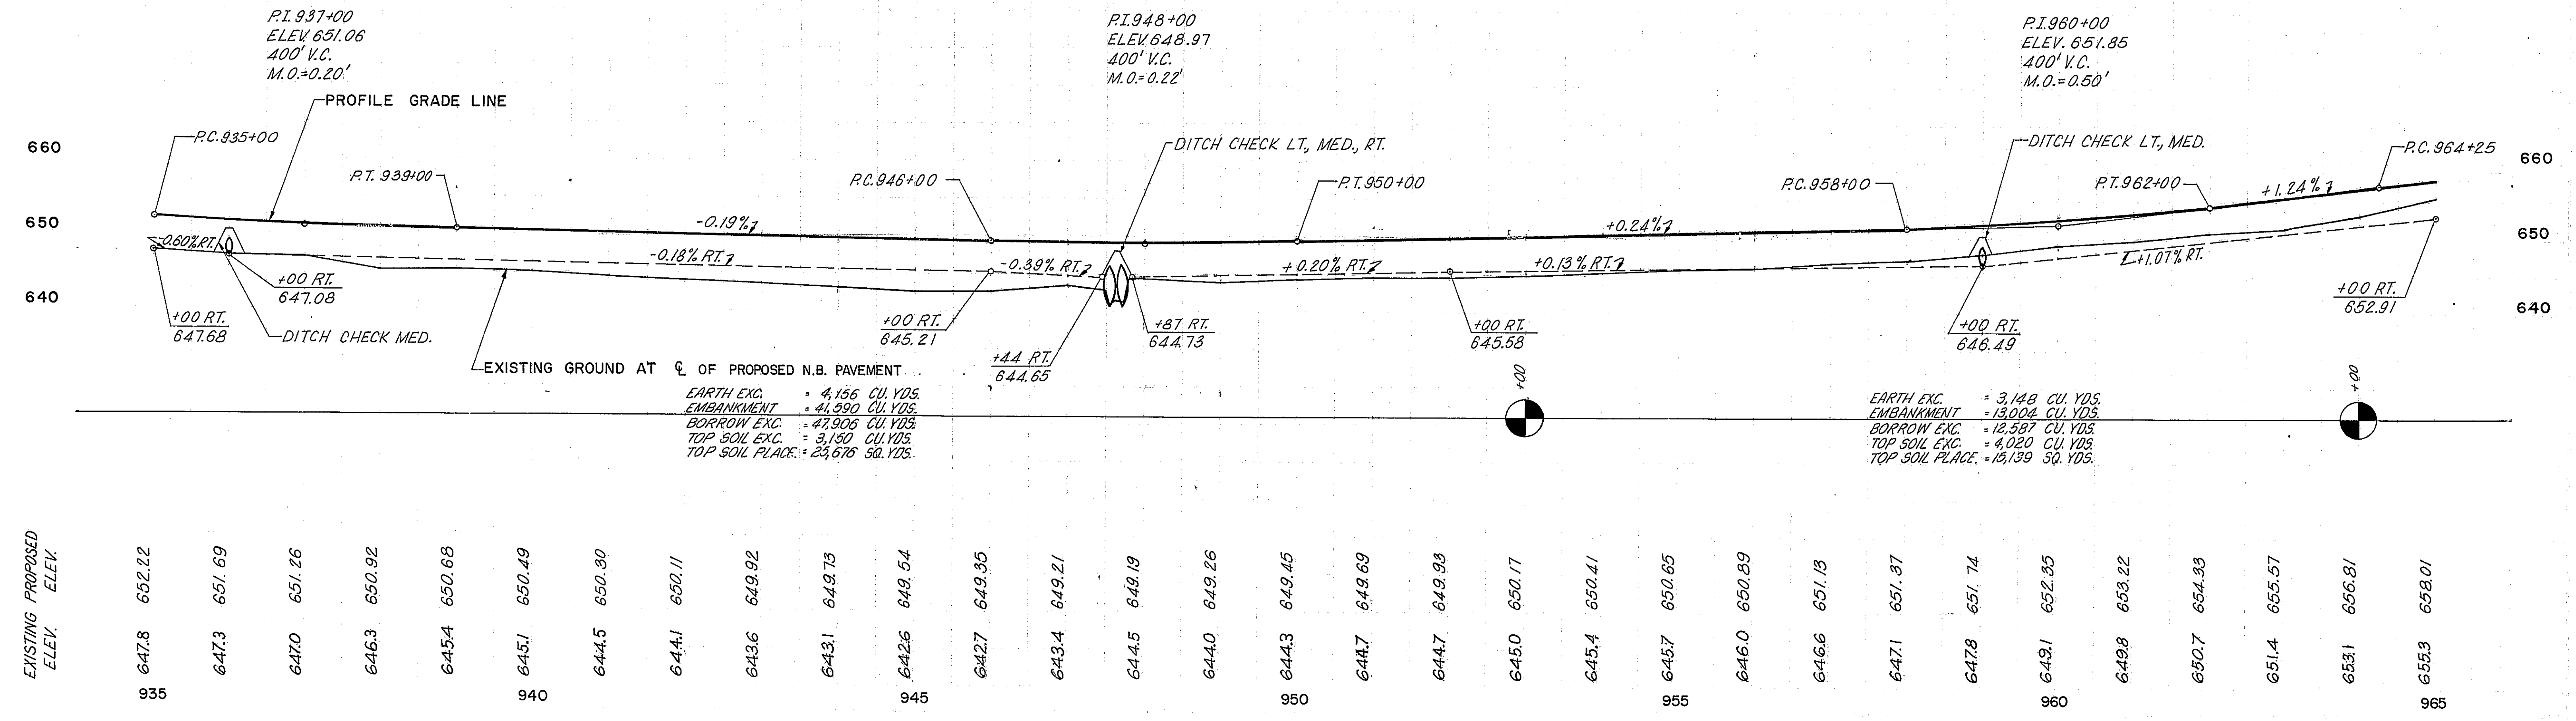 P.I. 937+00
ELEV. 651.06
400' V.C.
M.O.=0.20'
P.I. 948+00
ELEV. 648.97
400' V.C.
M.O.= 0.22'
P.I. 960+00
ELEV. 651.85
400' V.C.
M.O.=0.50'
PROFILE GRADE LINE
P.C. 935+00
P.T. 939+00
P.C. 946+00
DITCH CHECK LT., MED., RT.
P.T. 950+00
P.C. 958+00
DITCH CHECK LT., MED.
P.T. 962+00
+1.24%
P.C. 964+25
660
660
650
650
640
640
-0.19%
+0.24%
-0.60% RT.
-0.18% RT.
-0.39% RT.
+0.20% RT.
+0.13% RT.
+1.07% RT.
+00 RT.
647.68
+00 RT.
647.08
DITCH CHECK MED.
+00 RT.
645.21
+44 RT.
644.65
+87 RT.
644.73
+00 RT.
645.58
+00 RT.
646.49
+00 RT.
652.91
EXISTING GROUND AT ℄ OF PROPOSED N.B. PAVEMENT
EARTH EXC. = 4,156 CU. YDS.
EMBANKMENT = 41,590 CU. YDS.
BORROW EXC. = 47,906 CU. YDS.
TOP SOIL EXC. = 3,150 CU. YDS.
TOP SOIL PLACE. = 25,676 SQ. YDS.
+00
EARTH EXC. = 3,148 CU. YDS.
EMBANKMENT = 13,004 CU. YDS.
BORROW EXC. = 12,587 CU. YDS.
TOP SOIL EXC. = 4,020 CU. YDS.
TOP SOIL PLACE. = 15,139 SQ. YDS.
+00
PROPOSED ELEV.
652.22 651.69 651.26 650.92 650.68 650.49 650.30 650.11 649.92 649.73 649.54 649.35 649.21 649.19 649.26 649.45 649.69 649.93 650.17 650.41 650.65 650.89 651.13 651.37 651.74 652.35 653.22 654.33 655.57 656.81 658.01
EXISTING ELEV.
647.8 647.3 647.0 646.3 645.4 645.1 644.5 644.1 643.6 643.1 642.6 642.7 643.4 644.5 644.0 644.3 644.7 644.7 645.0 645.4 645.7 646.0 646.6 647.1 647.8 649.1 649.8 650.7 651.4 653.1 655.3
935 940 945 950 955 960 965